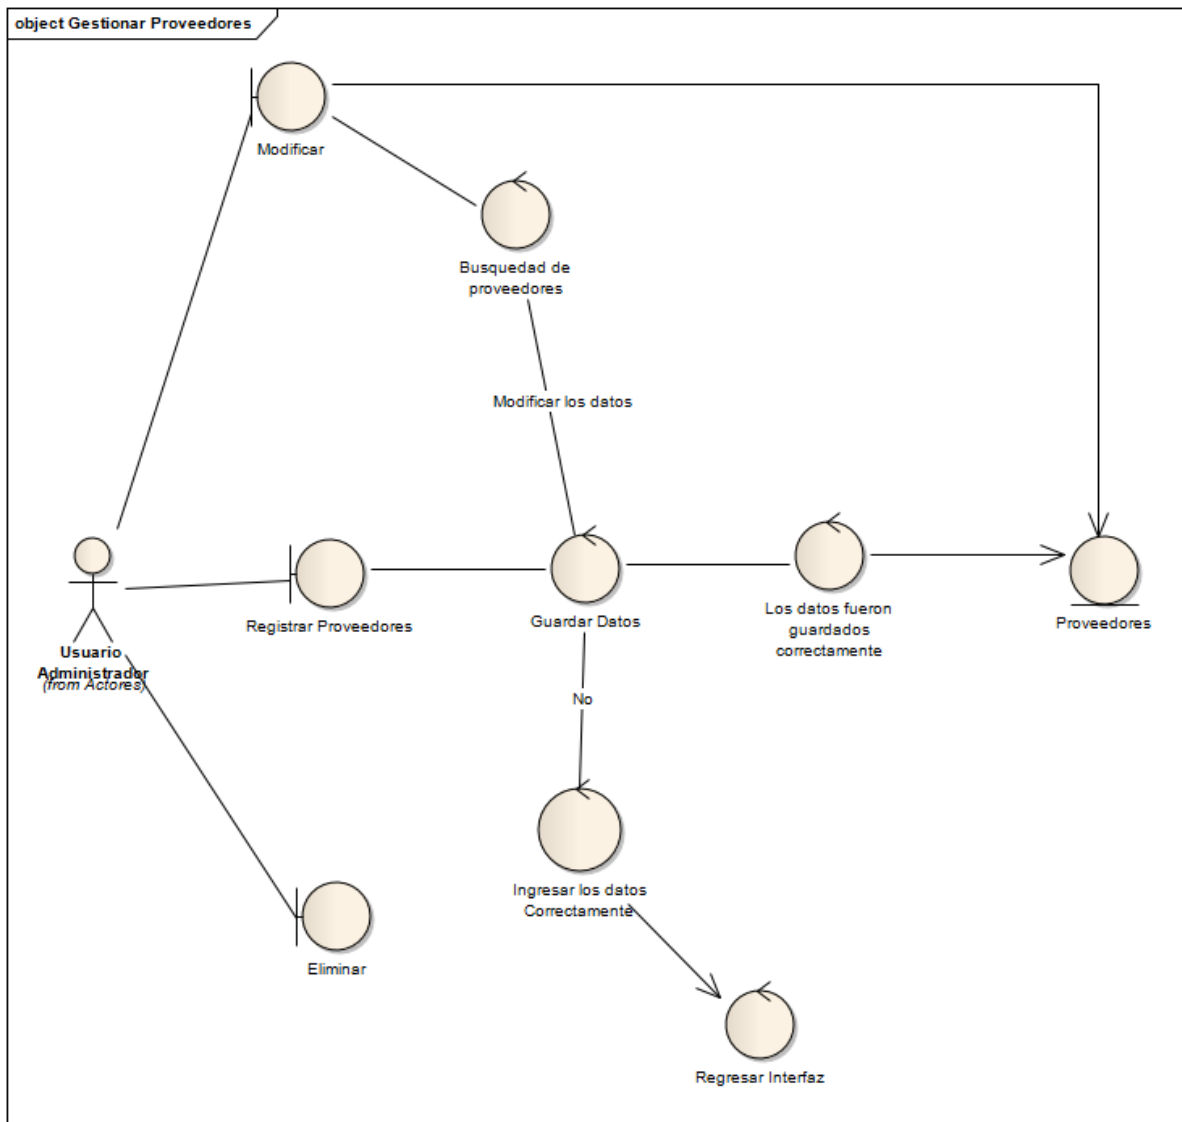 object Gestionar Proveedores
Modificar
Busquedad de
proveedores
Modificar los datos
Registrar Proveedores
Guardar Datos
Los datos fueron
guardados
correctamente
Proveedores
Usuario
Administrador
(from Actores)
No
Ingresar los datos
Correctamente
Eliminar
Regresar Interfaz